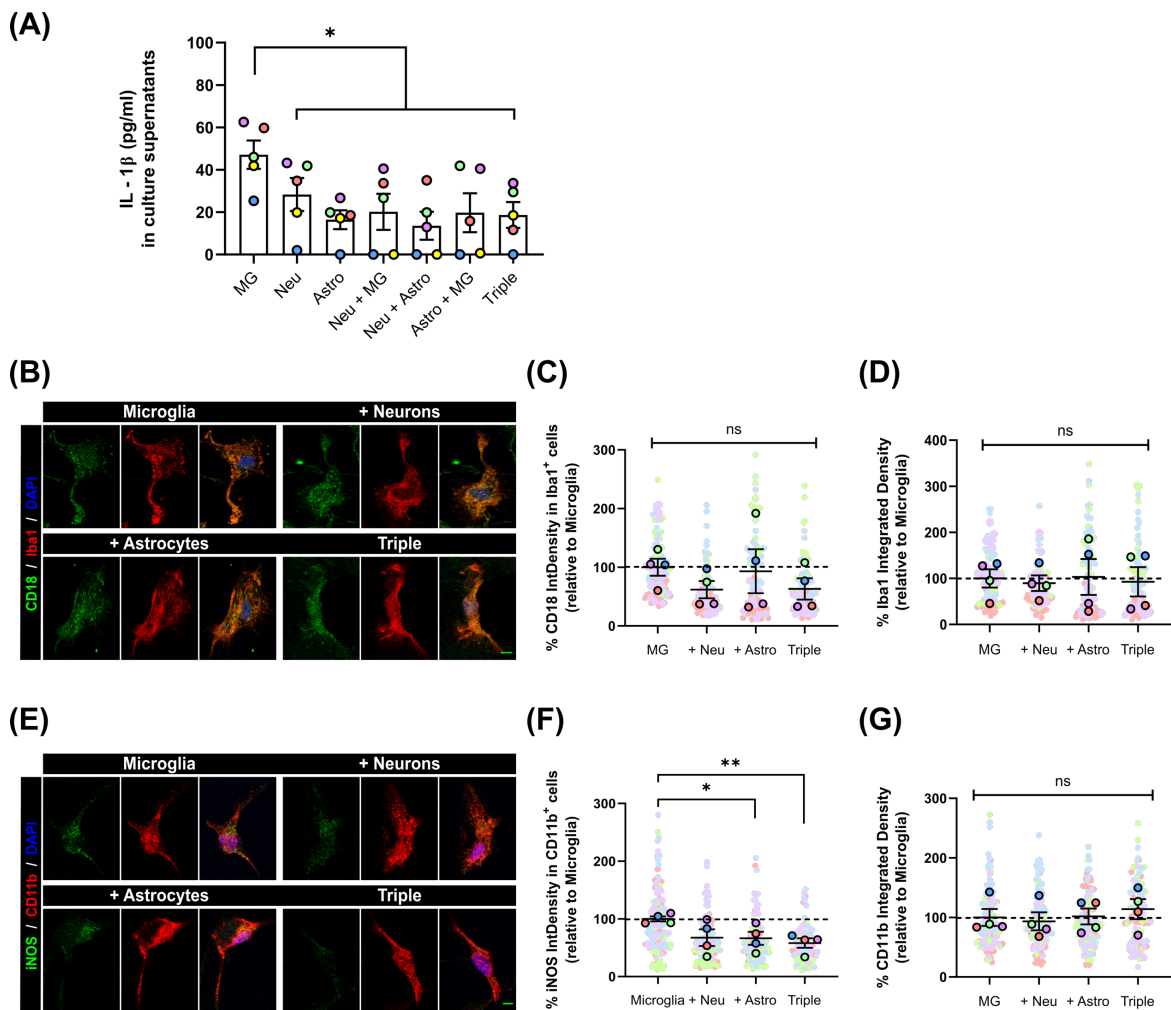 (A)
IL - 1β (pg/ml)
in culture supernatants
100
80
60
40
20
0
*
MG
Neu
Astro
Neu + MG
Neu + Astro
Astro + MG
Triple
(B)
CD18 / Iba1 / DAPI
Microglia
+ Neurons
+ Astrocytes
Triple
(C)
% CD18 IntDensity in Iba1⁺ cells
(relative to Microglia)
300
200
100
0
ns
MG
+ Neu
+ Astro
Triple
(D)
% Iba1 Integrated Density
(relative to Microglia)
400
300
200
100
0
ns
MG
+ Neu
+ Astro
Triple
(E)
iNOS / CD11b / DAPI
Microglia
+ Neurons
+ Astrocytes
Triple
(F)
% iNOS IntDensity in CD11b⁺ cells
(relative to Microglia)
300
200
100
0
**
*
Microglia
+ Neu
+ Astro
Triple
(G)
% CD11b Integrated Density
(relative to Microglia)
300
200
100
0
ns
MG
+ Neu
+ Astro
Triple